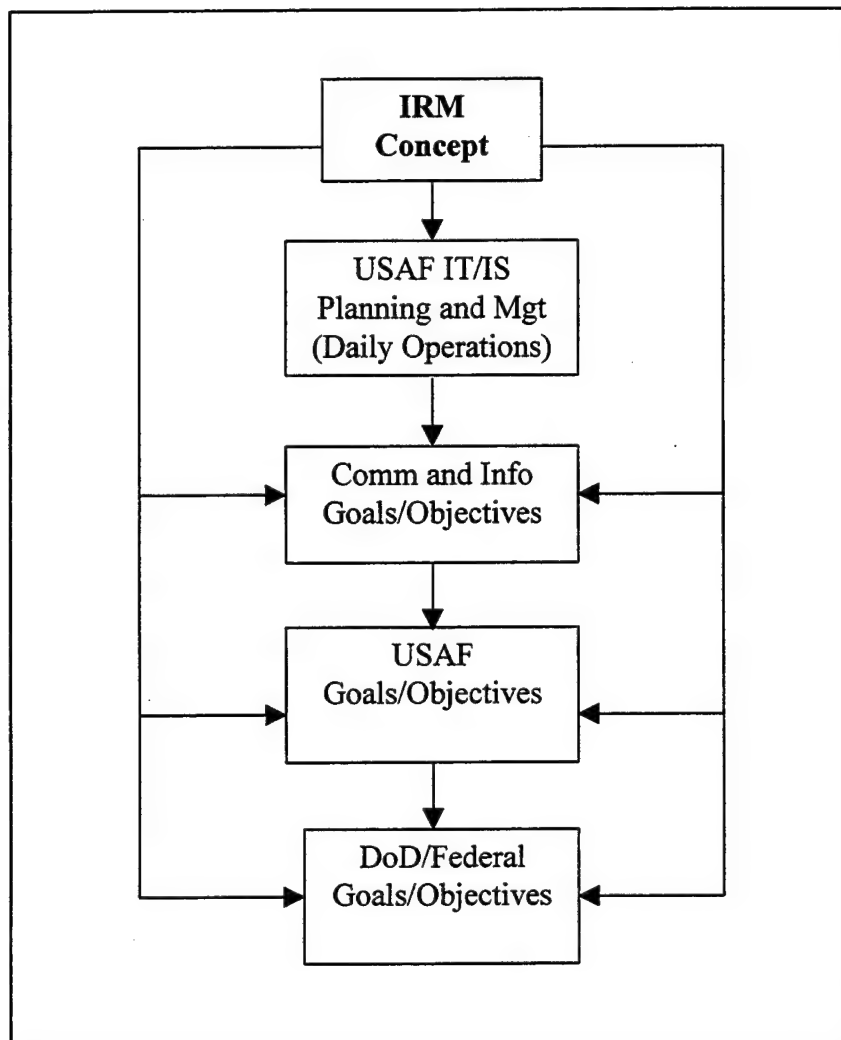 IRM
Concept
USAF IT/IS
Planning and Mgt
(Daily Operations)
Comm and Info
Goals/Objectives
USAF
Goals/Objectives
DoD/Federal
Goals/Objectives